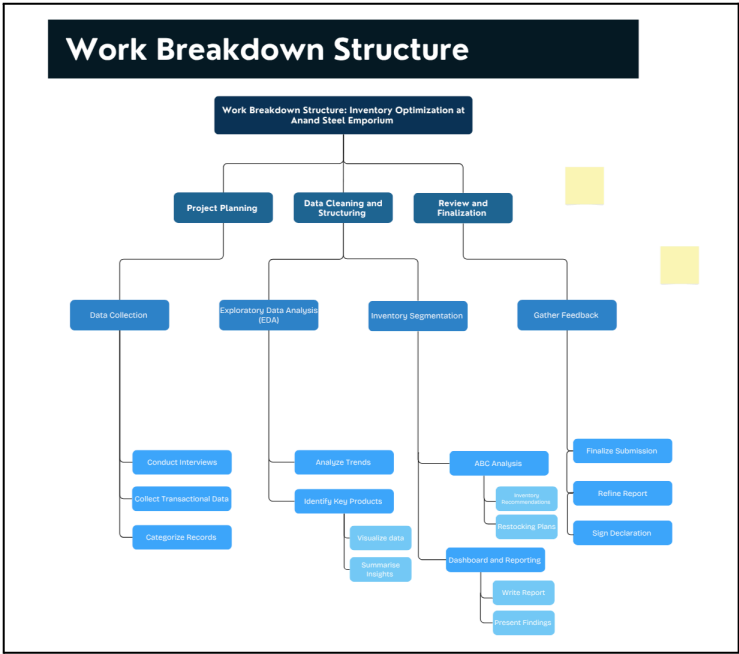 Work Breakdown Structure
Work Breakdown Structure: Inventory Optimization at
Anand Steel Emporium
Project Planning
Data Cleaning and
Structuring
Review and
Finalization
Data Collection
Exploratory Data Analysis
(EDA)
Inventory Segmentation
Gather Feedback
Conduct Interviews
Collect Transactional Data
Categorize Records
Analyze Trends
Identify Key Products
Visualize data
Summarise
Insights
ABC Analysis
Inventory
Recommendations
Restocking Plans
Dashboard and Reporting
Write Report
Present Findings
Finalize Submission
Refine Report
Sign Declaration